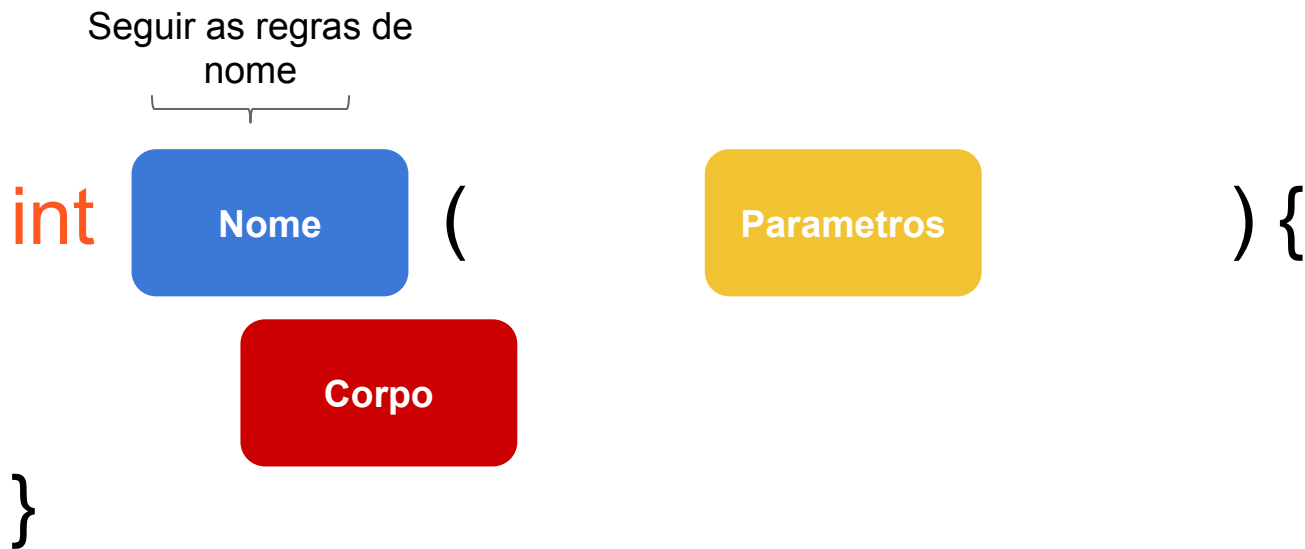 Seguir as regras de
nome
int Nome ( Parametros ) {
Corpo
}